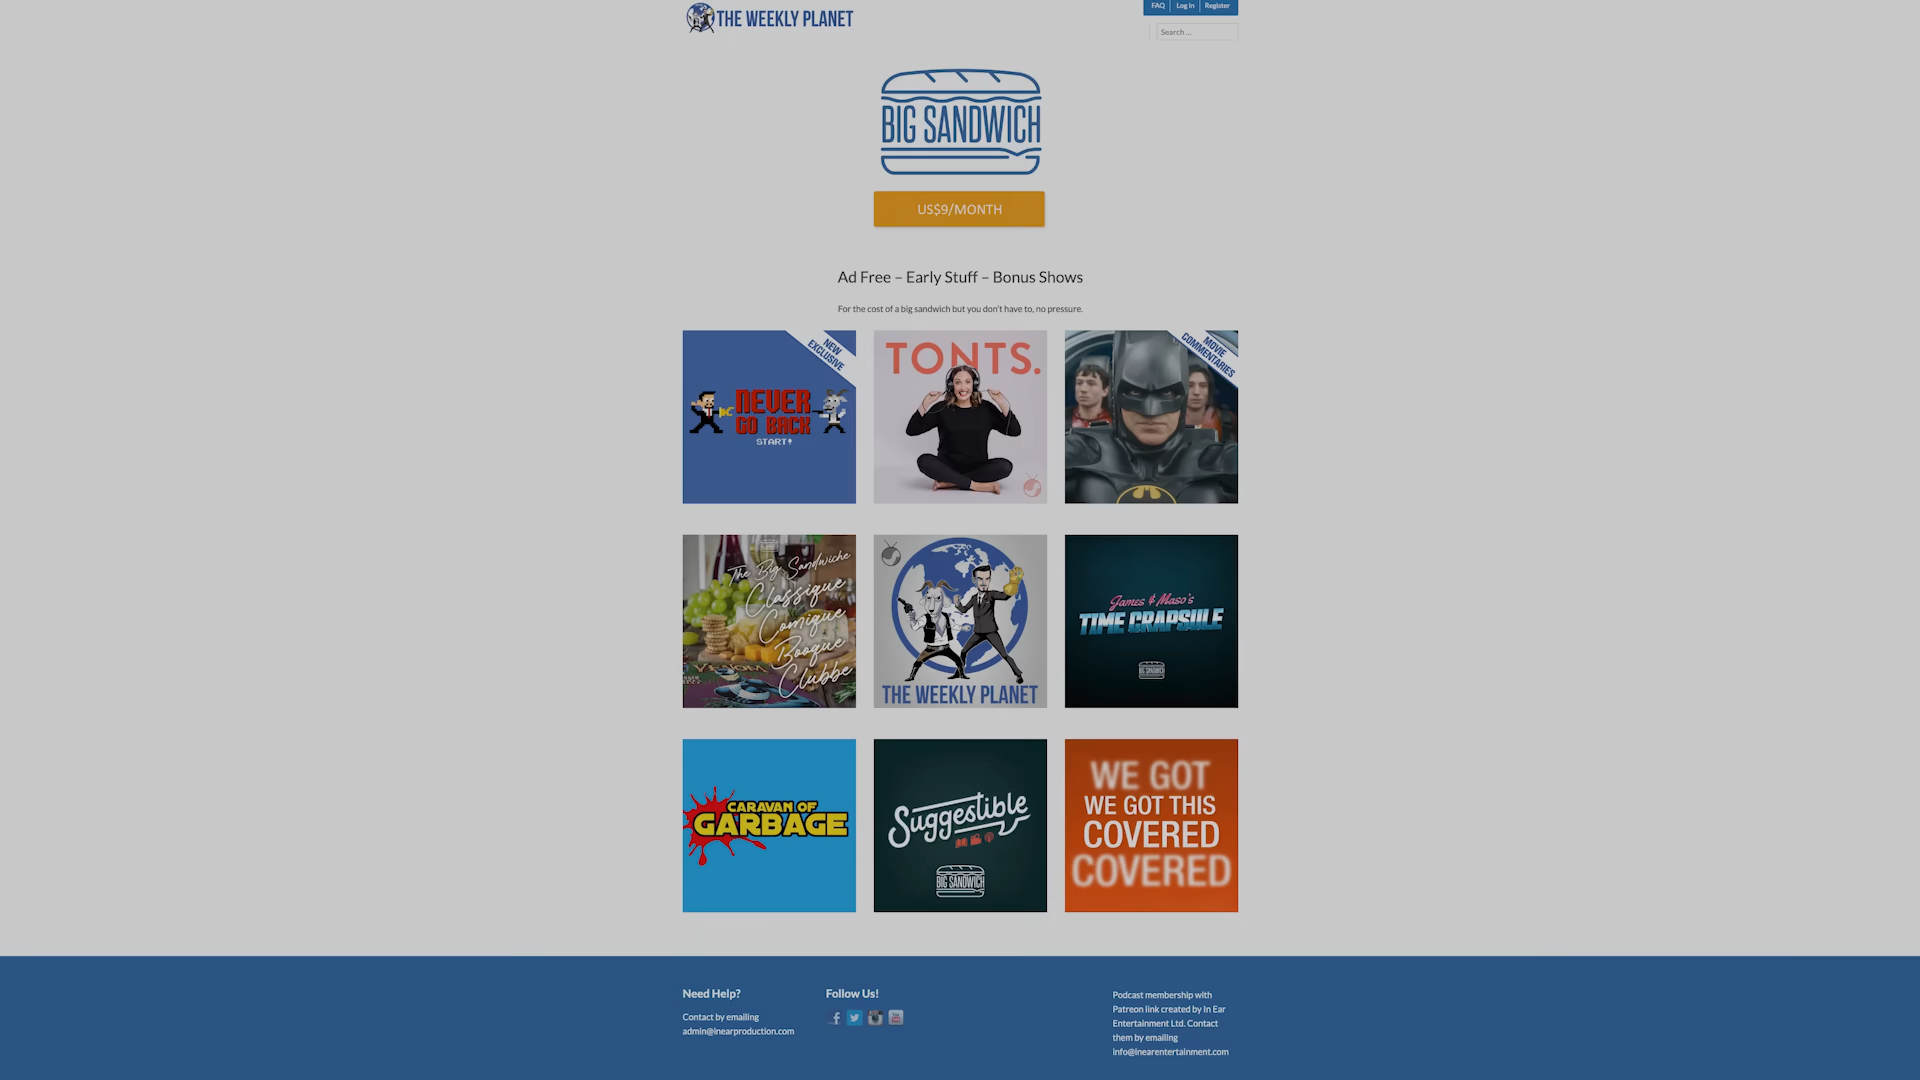 THE WEEKLY PLANET
FAQ
Log In
Register
Search ...
BIG SANDWICH
US$9/MONTH
Ad Free – Early Stuff – Bonus Shows
For the cost of a big sandwich but you don't have to, no pressure.
NEW
EXCLUSIVE
NEVER
GO BACK
START!
TONTS.
MOVIE
COMMENTARIES
The Big Sandwiche
Classique
Comique
Booque
Clubbe
VENOM
THE WEEKLY PLANET
James & Maso's
TIME CRAPSULE
BIG SANDWICH
CARAVAN OF
GARBAGE
Suggestible
BIG SANDWICH
WE GOT
WE GOT THIS
COVERED
COVERED
Need Help?
Contact by emailing
admin@inearproduction.com
Follow Us!
Podcast membership with
Patreon link created by In Ear
Entertainment Ltd. Contact
them by emailing
info@inearentertainment.com